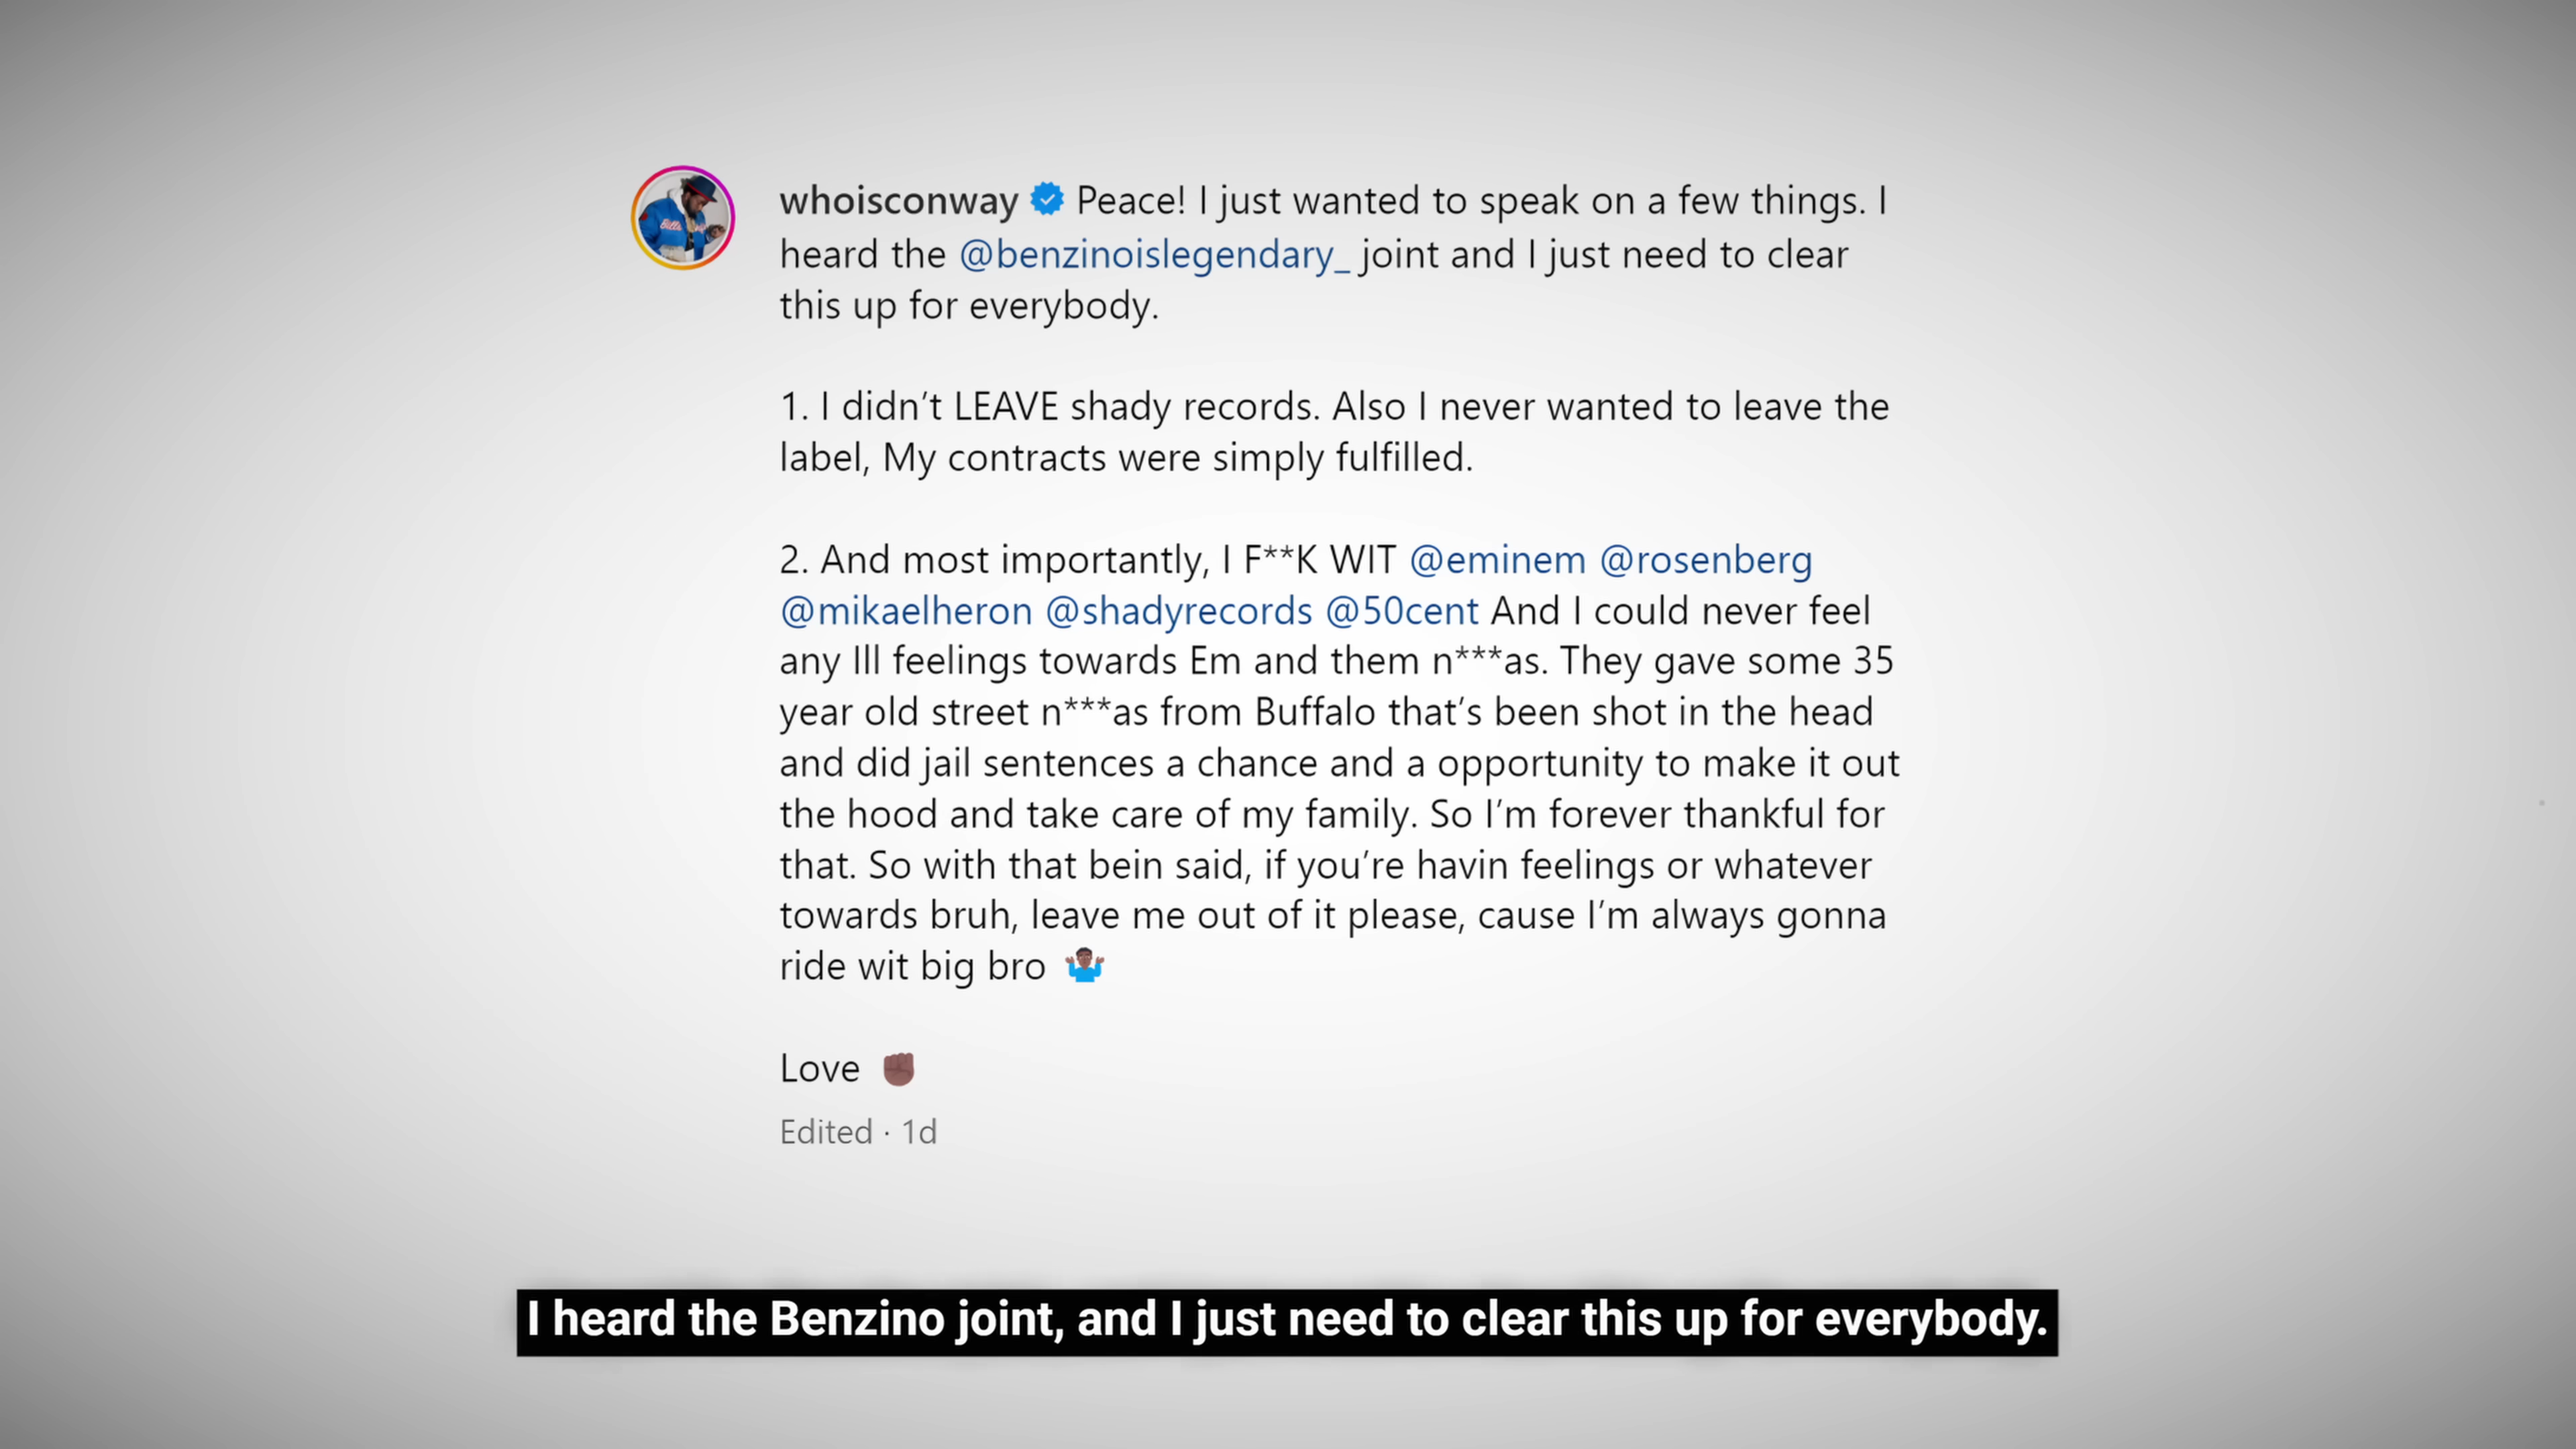 whoisconway Peace! I just wanted to speak on a few things. I
heard the @benzinoislegendary_ joint and I just need to clear
this up for everybody.
1. I didn't LEAVE shady records. Also I never wanted to leave the
label, My contracts were simply fulfilled.
2. And most importantly, I F**K WIT @eminem @rosenberg
@mikaelheron @shadyrecords @50cent And I could never feel
any Ill feelings towards Em and them n***as. They gave some 35
year old street n***as from Buffalo that's been shot in the head
and did jail sentences a chance and a opportunity to make it out
the hood and take care of my family. So I'm forever thankful for
that. So with that bein said, if you're havin feelings or whatever
towards bruh, leave me out of it please, cause I'm always gonna
ride wit big bro 🤷🏾‍♂️
Love ✊🏾
Edited · 1d
I heard the Benzino joint, and I just need to clear this up for everybody.